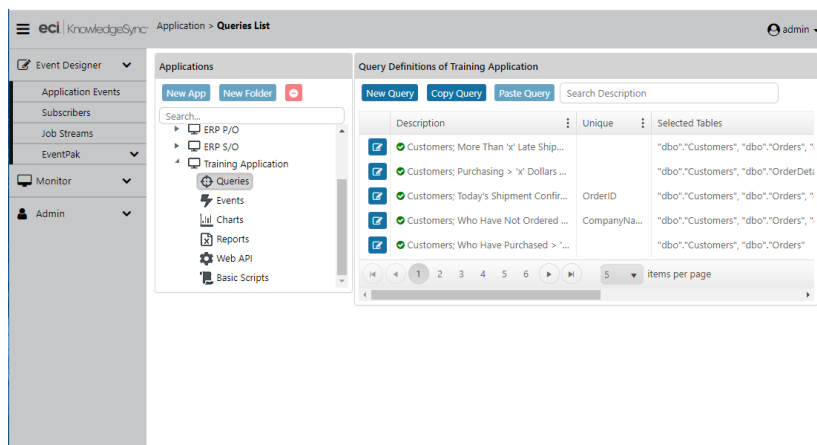 eci KnowledgeSync
Application > Queries List
admin
Event Designer
Application Events
Subscribers
Job Streams
EventPak
Monitor
Admin
Applications
New App
New Folder
Search...
ERP P/O
ERP S/O
Training Application
Queries
Events
Charts
Reports
Web API
Basic Scripts
Query Definitions of Training Application
New Query Copy Query Paste Query Search Description
Description Unique Selected Tables
Customers; More Than 'x' Late Ship... "dbo"."Customers", "dbo"."Orders", "
Customers; Purchasing > 'x' Dollars ... "dbo"."Customers", "dbo"."OrderDeta
Customers; Today's Shipment Confir... OrderID "dbo"."Customers", "dbo"."Orders", "
Customers; Who Have Not Ordered ... CompanyNa... "dbo"."Customers", "dbo"."Orders", "
Customers; Who Have Purchased > '... "dbo"."Customers", "dbo"."Orders"
1 2 3 4 5 6 5 items per page